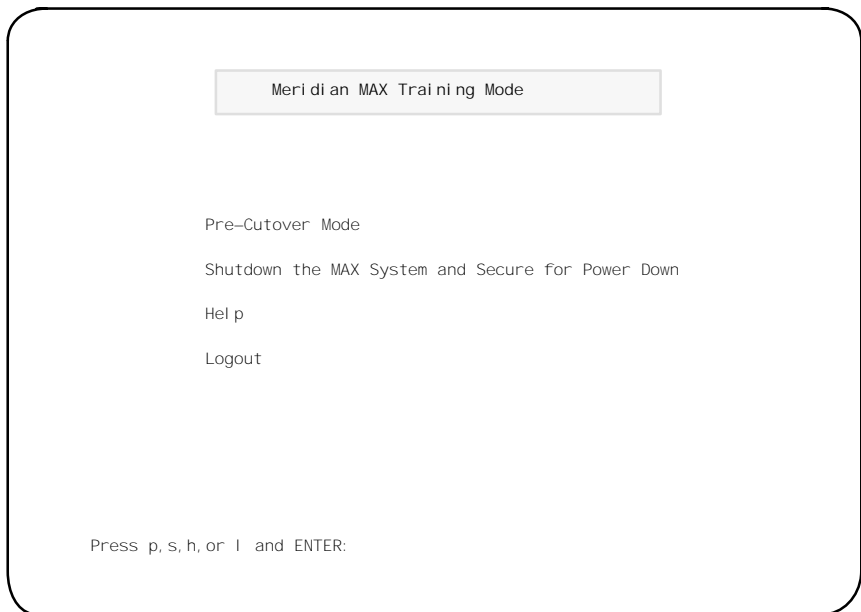 Meridian MAX Training Mode
Pre–Cutover Mode
Shutdown the MAX System and Secure for Power Down
Help
Logout
Press p,s,h,or l and ENTER: